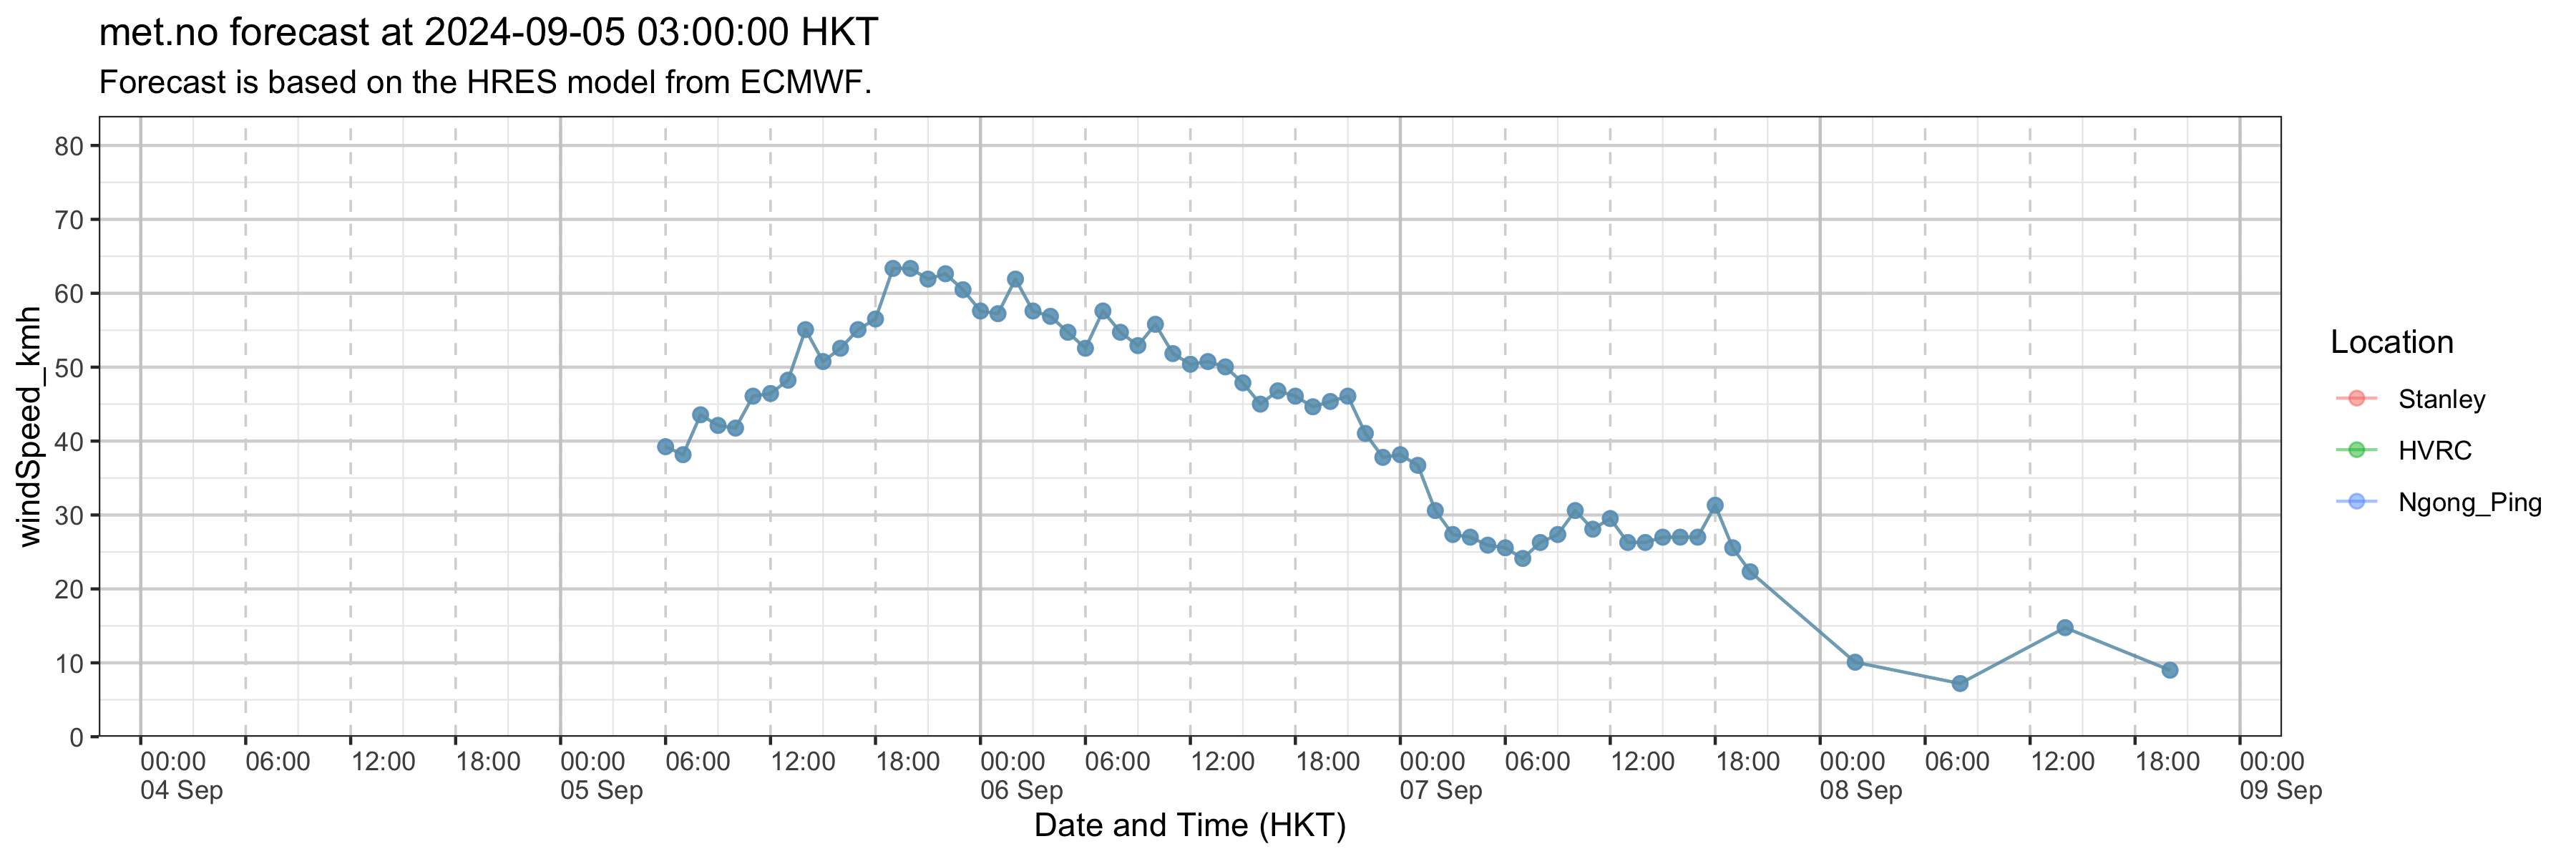 met.no forecast at 2024-09-05 03:00:00 HKT
Forecast is based on the HRES model from ECMWF.
windSpeed_kmh
80
70
60
50
40
30
20
10
0
00:00 06:00 12:00 18:00 00:00 06:00 12:00 18:00 00:00 06:00 12:00 18:00 00:00 06:00 12:00 18:00 00:00 06:00 12:00 18:00 00:00
04 Sep 05 Sep 06 Sep 07 Sep 08 Sep 09 Sep
Date and Time (HKT)
Location
Stanley
HVRC
Ngong_Ping